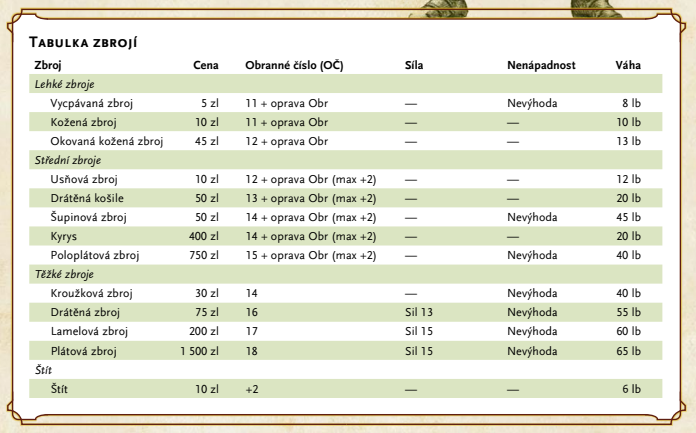 Tabulka zbrojí
Zbroj Cena Obranné číslo (OČ) Síla Nenápadnost Váha
Lehké zbroje
Vycpávaná zbroj 5 zl 11 + oprava Obr — Nevýhoda 8 lb
Kožená zbroj 10 zl 11 + oprava Obr — — 10 lb
Okovaná kožená zbroj 45 zl 12 + oprava Obr — — 13 lb
Střední zbroje
Usňová zbroj 10 zl 12 + oprava Obr (max +2) — — 12 lb
Drátěná košile 50 zl 13 + oprava Obr (max +2) — — 20 lb
Šupinová zbroj 50 zl 14 + oprava Obr (max +2) — Nevýhoda 45 lb
Kyrys 400 zl 14 + oprava Obr (max +2) — — 20 lb
Poloplátová zbroj 750 zl 15 + oprava Obr (max +2) — Nevýhoda 40 lb
Těžké zbroje
Kroužková zbroj 30 zl 14 — Nevýhoda 40 lb
Drátěná zbroj 75 zl 16 Sil 13 Nevýhoda 55 lb
Lamelová zbroj 200 zl 17 Sil 15 Nevýhoda 60 lb
Plátová zbroj 1 500 zl 18 Sil 15 Nevýhoda 65 lb
Štít
Štít 10 zl +2 — — 6 lb